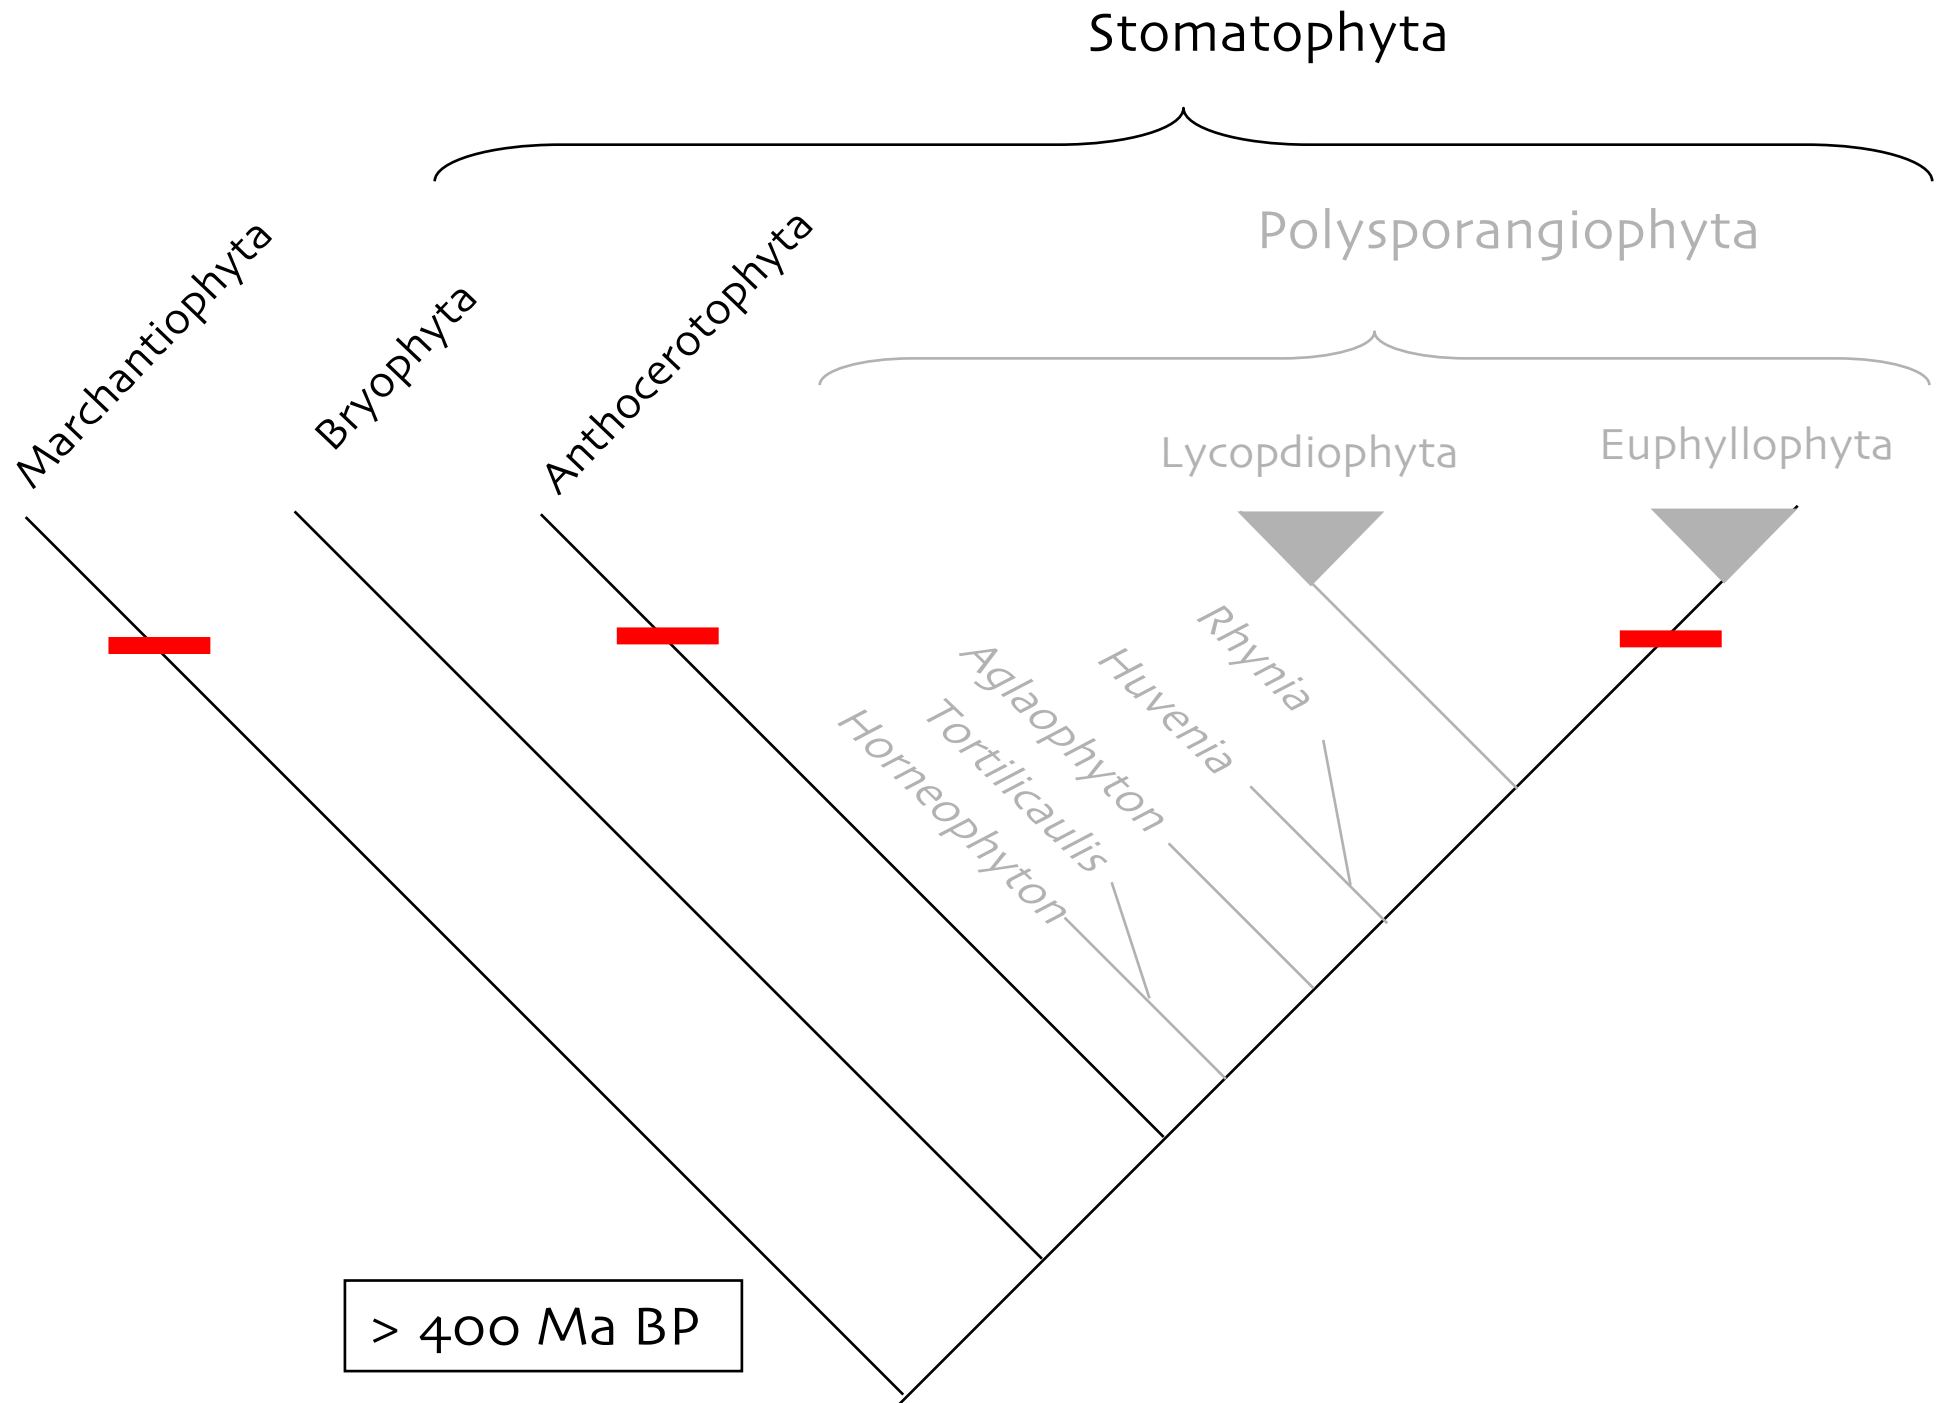 Stomatophyta
Polysporangiophyta
Marchantiophyta
Bryophyta
Anthocerotophyta
Lycopdiophyta
Euphyllophyta
Rhynia
Huvenia
Aglaophyton
Tortilicaulis
Horneophyton
> 400 Ma BP